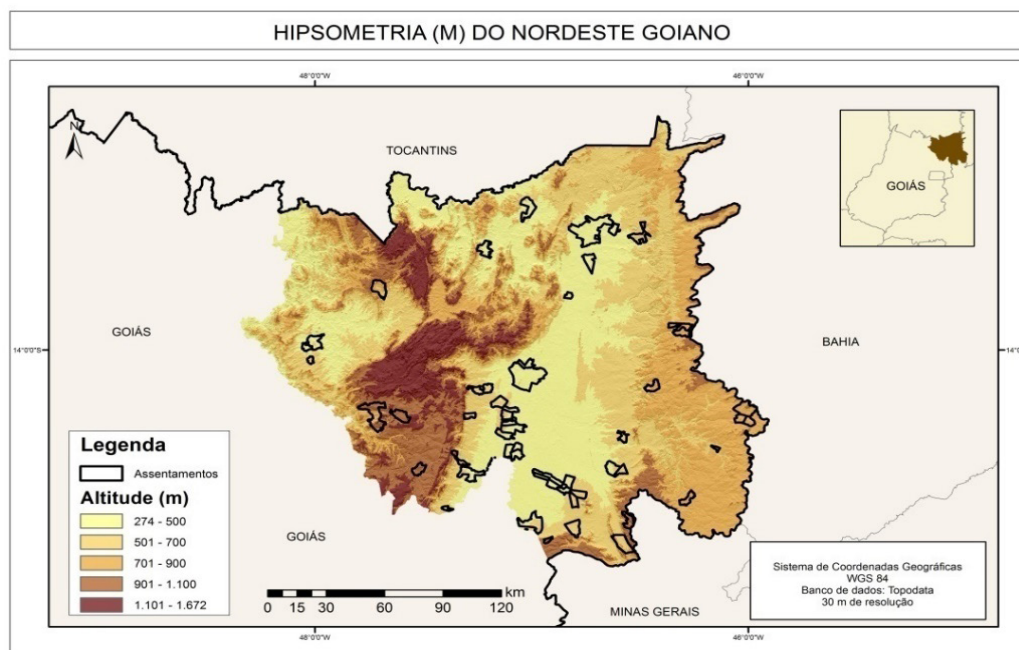 HIPSOMETRIA (M) DO NORDESTE GOIANO
48°0'0"W
46°0'0"W
N
TOCANTINS
GOIÁS
GOIÁS
14°0'0"S
BAHIA
Legenda
Assentamentos
Altitude (m)
274 - 500
501 - 700
701 - 900
901 - 1.100
1.101 - 1.672
GOIÁS
km
0 15 30 60 90 120
MINAS GERAIS
Sistema de Coordenadas Geográficas
WGS 84
Banco de dados: Topodata
30 m de resolução
48°0'0"W
46°0'0"W